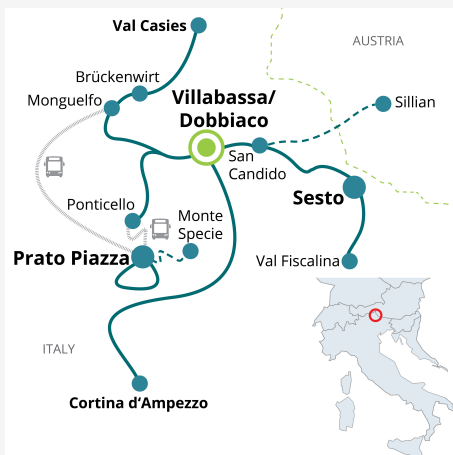 Val Casies
AUSTRIA
Brückenwirt
Monguelfo
Villabassa/
Dobbiaco
Sillian
San
Candido
Sesto
Ponticello
Monte
Specie
Prato Piazza
Val Fiscalina
ITALY
Cortina d'Ampezzo